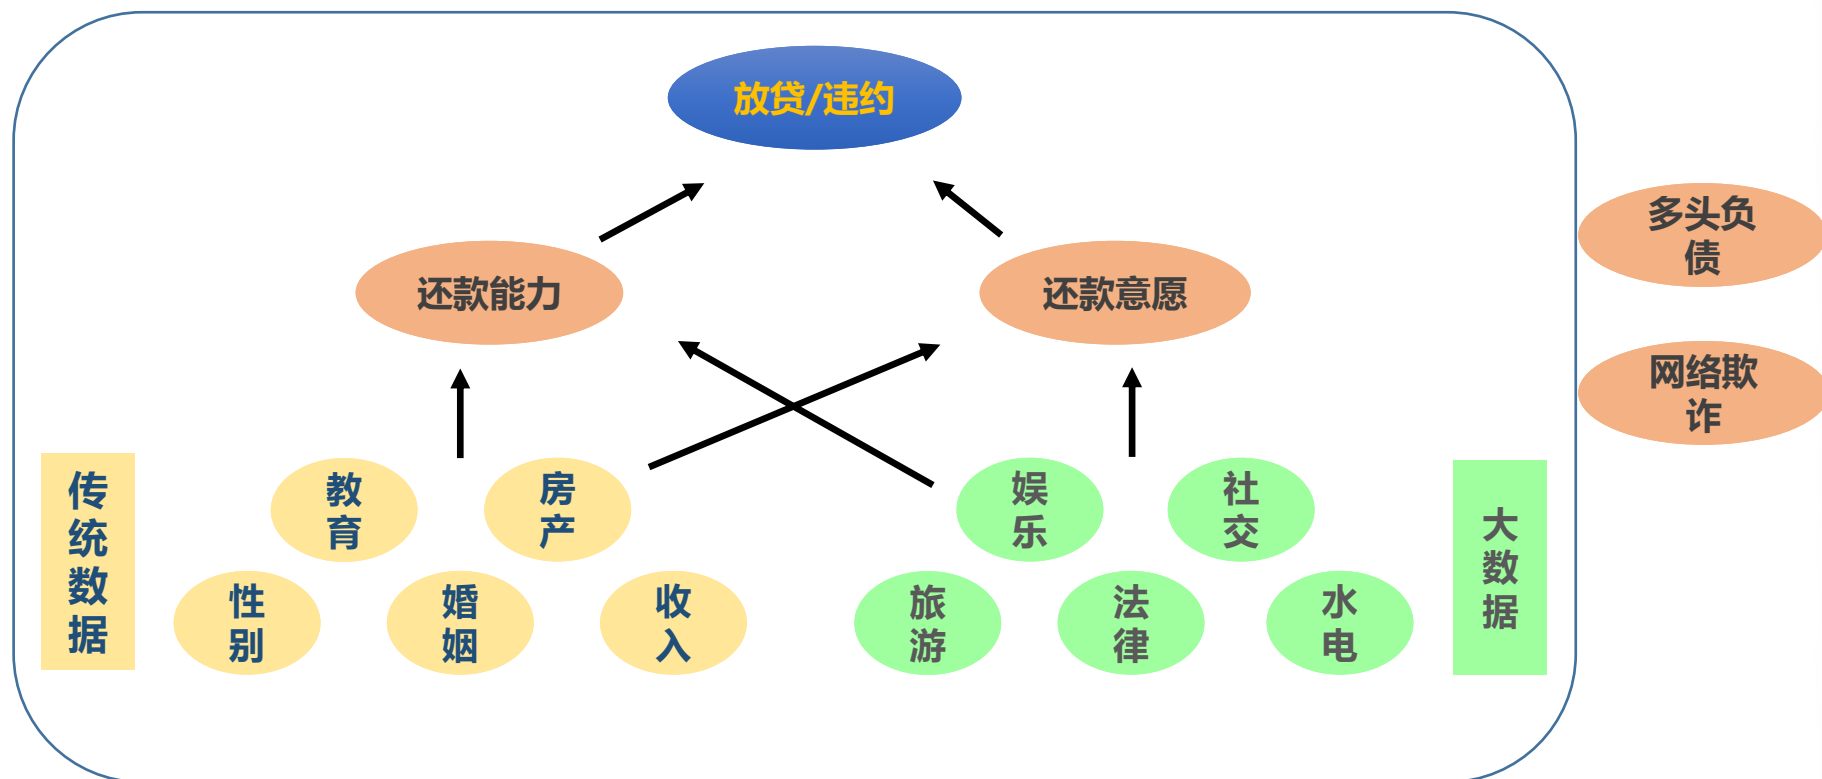 放贷/违约
多头负
债
还款能力
还款意愿
网络欺
诈
传
统
数
据
教
育
房
产
娱
乐
社
交
大
数
据
性
别
婚
姻
收
入
旅
游
法
律
水
电